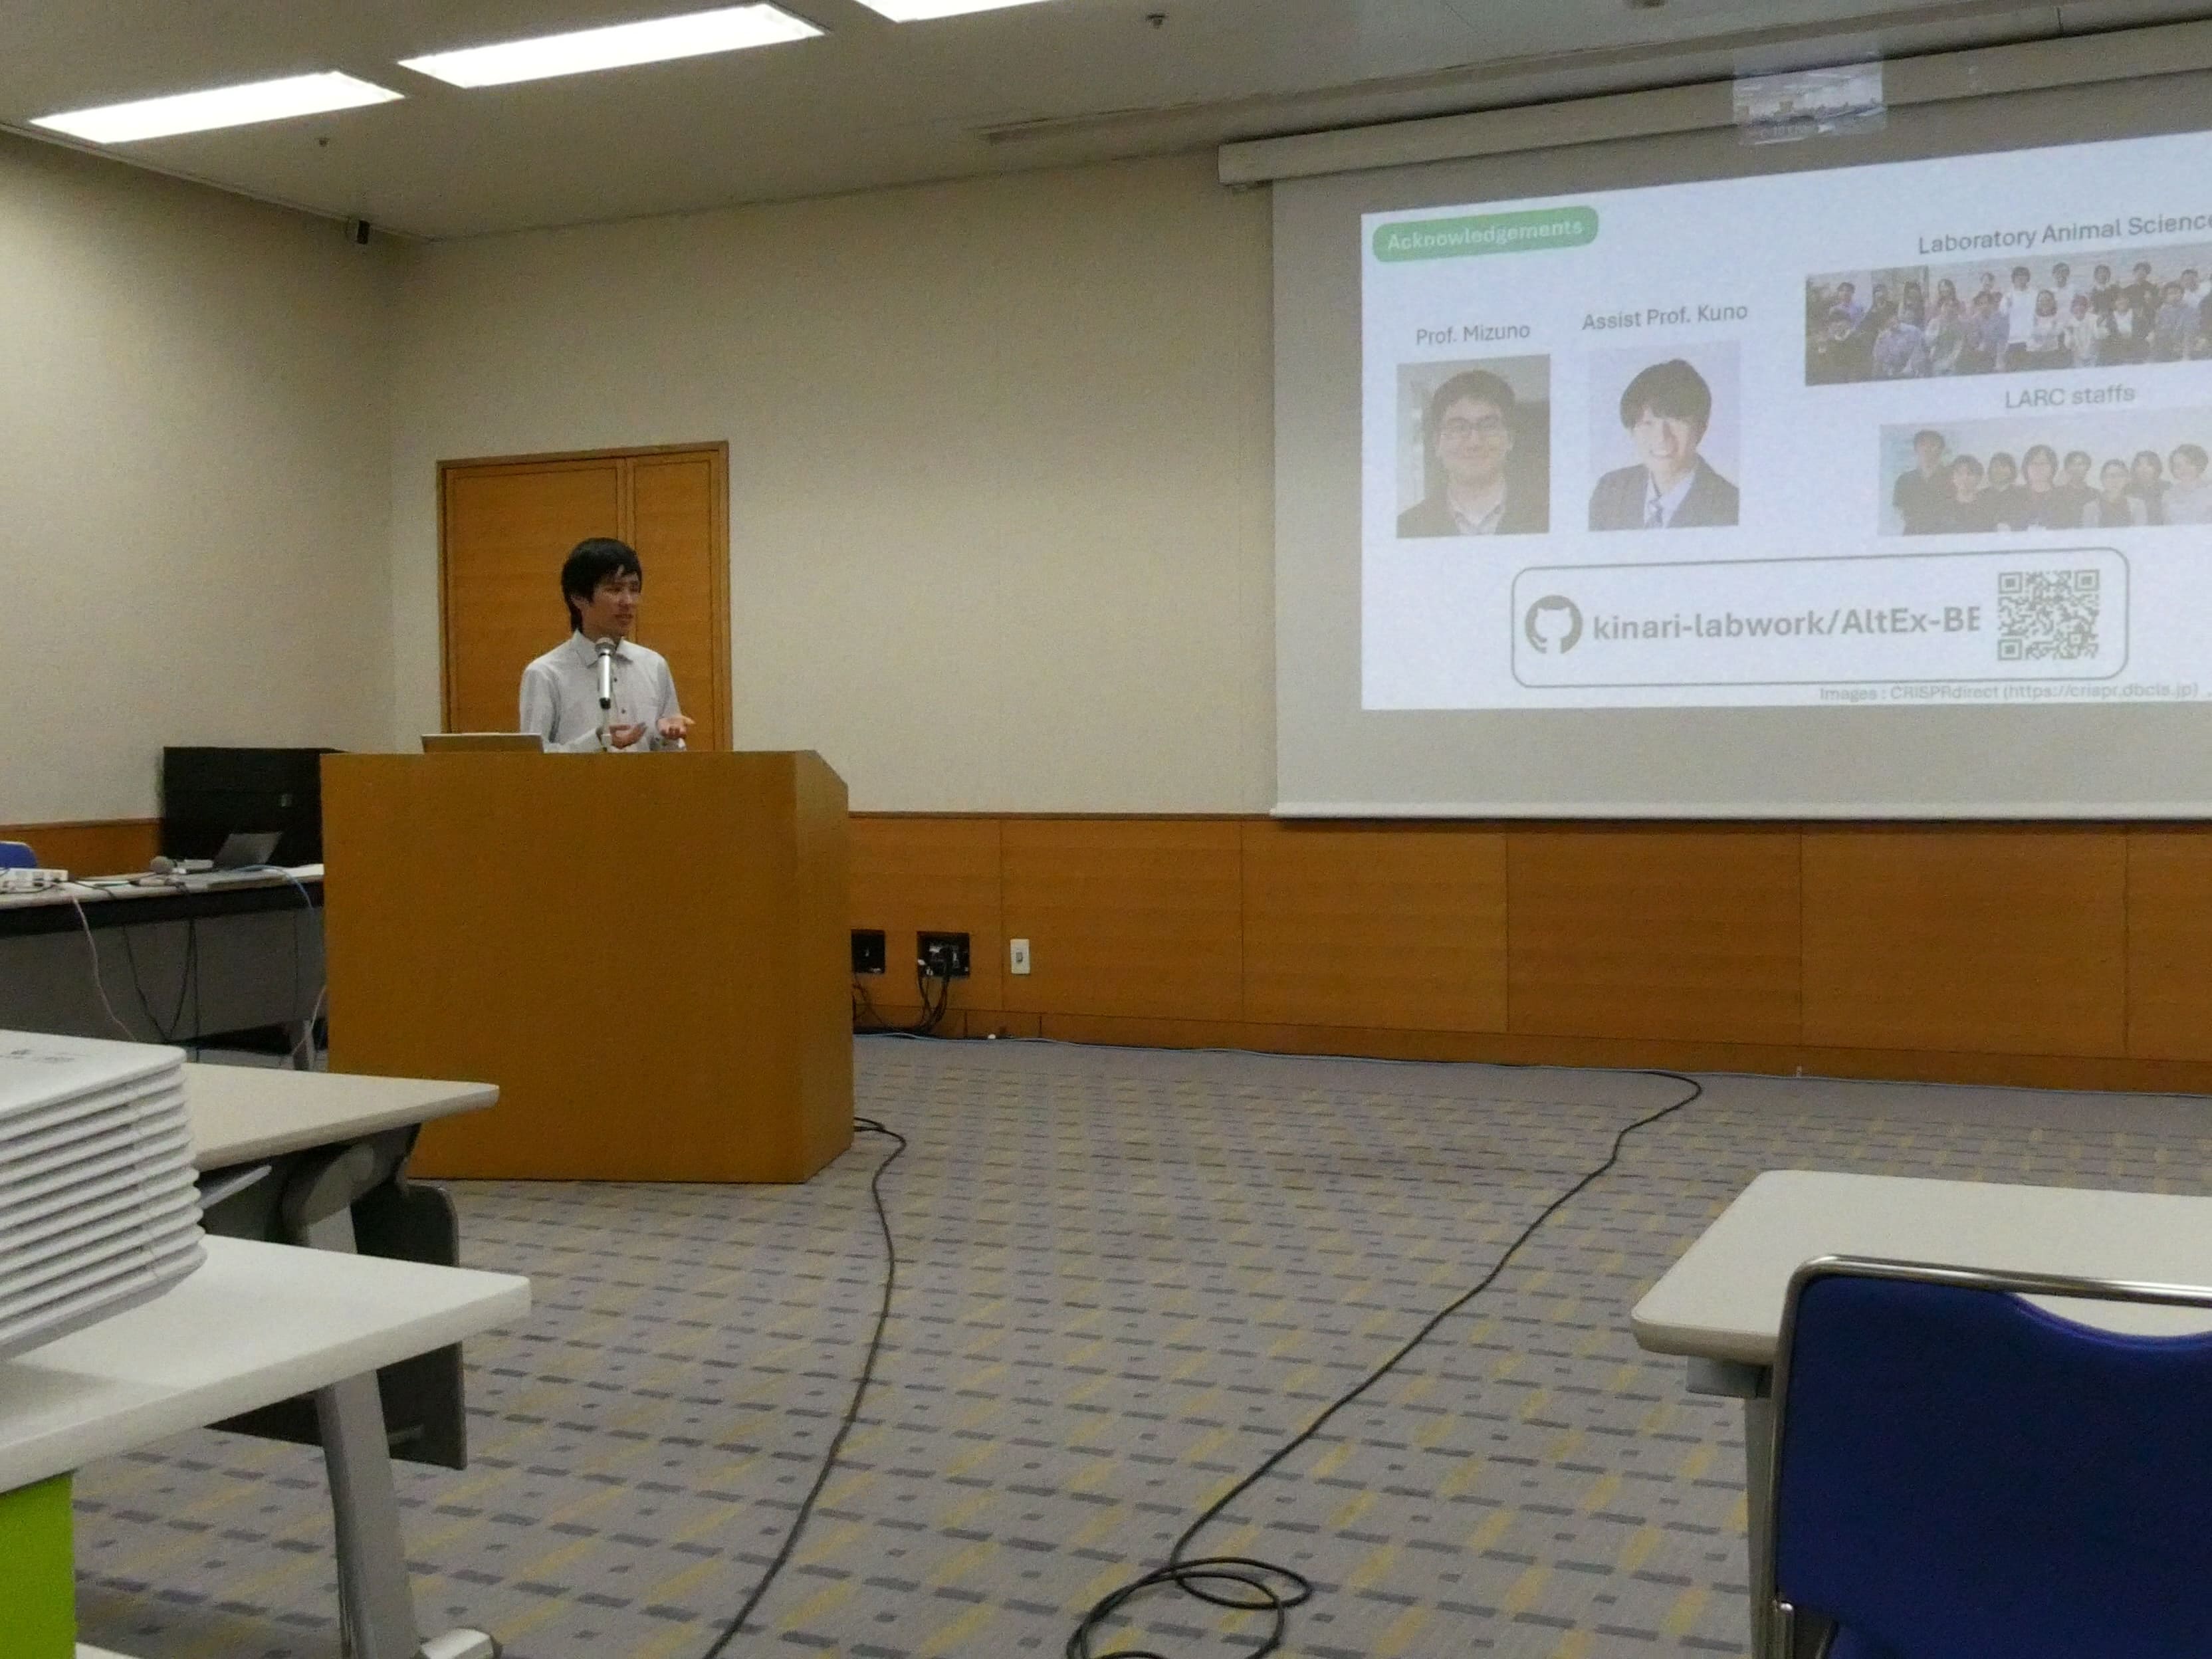 Acknowledgements
Laboratory Animal Science
Prof. Mizuno
Assist Prof. Kuno
LARC staffs
kinari-labwork/AltEx-BE
Images : CRISPRdirect (https://crispr.dbcls.jp)